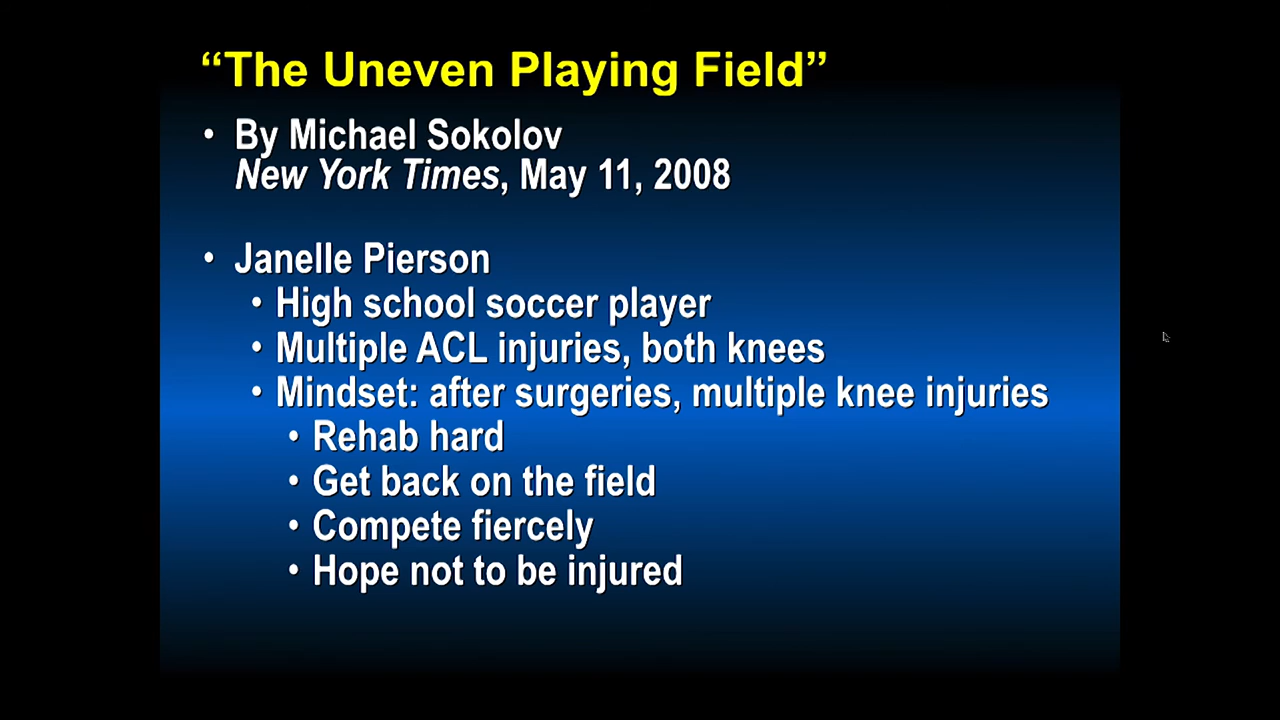 “The Uneven Playing Field”
• By Michael Sokolov
New York Times, May 11, 2008
• Janelle Pierson
• High school soccer player
• Multiple ACL injuries, both knees
• Mindset: after surgeries, multiple knee injuries
• Rehab hard
• Get back on the field
• Compete fiercely
• Hope not to be injured